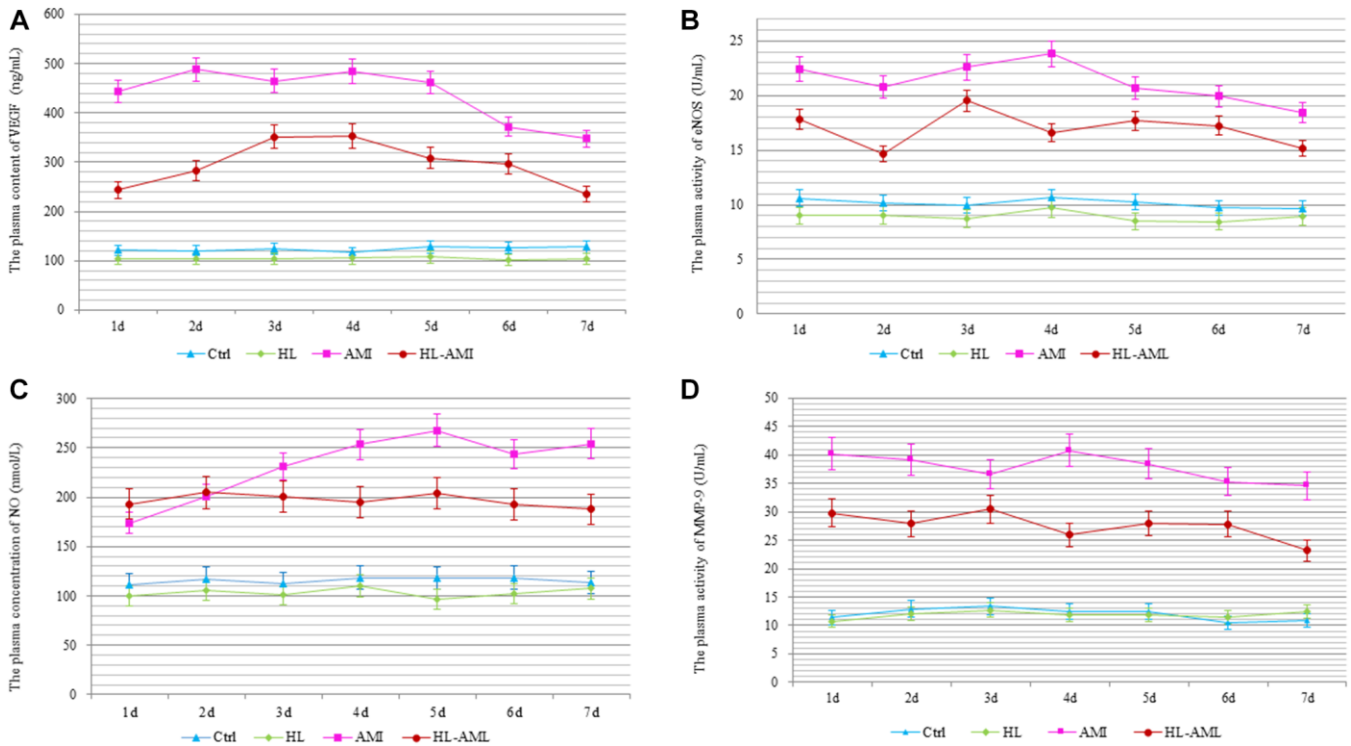 A
The plasma content of VEGF (ng/mL)
600
500
400
300
200
100
0
1d 2d 3d 4d 5d 6d 7d
Ctrl HL AMI HL-AMI
B
The plasma activity of eNOS (U/mL)
25
20
15
10
5
0
1d 2d 3d 4d 5d 6d 7d
Ctrl HL AMI HL-AML
C
The plasma concentration of NO (nmol/L)
300
250
200
150
100
50
0
1d 2d 3d 4d 5d 6d 7d
Ctrl HL AMI HL-AML
D
The plasma activity of MMP-9 (U/mL)
50
45
40
35
30
25
20
15
10
5
0
1d 2d 3d 4d 5d 6d 7d
Ctrl HL AMI HL-AML